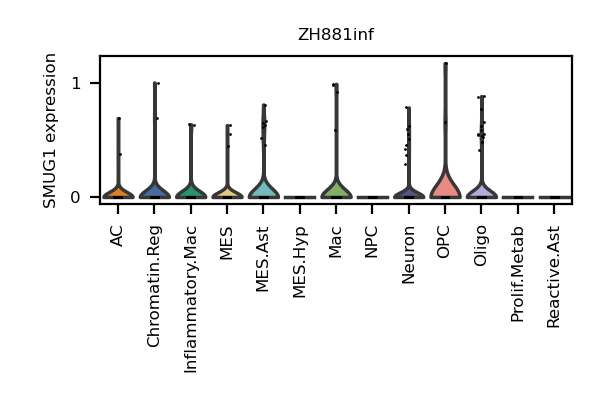 ZH881inf
SMUG1 expression
1
0
AC
Chromatin.Reg
Inflammatory.Mac
MES
MES.Ast
MES.Hyp
Mac
NPC
Neuron
OPC
Oligo
Prolif.Metab
Reactive.Ast